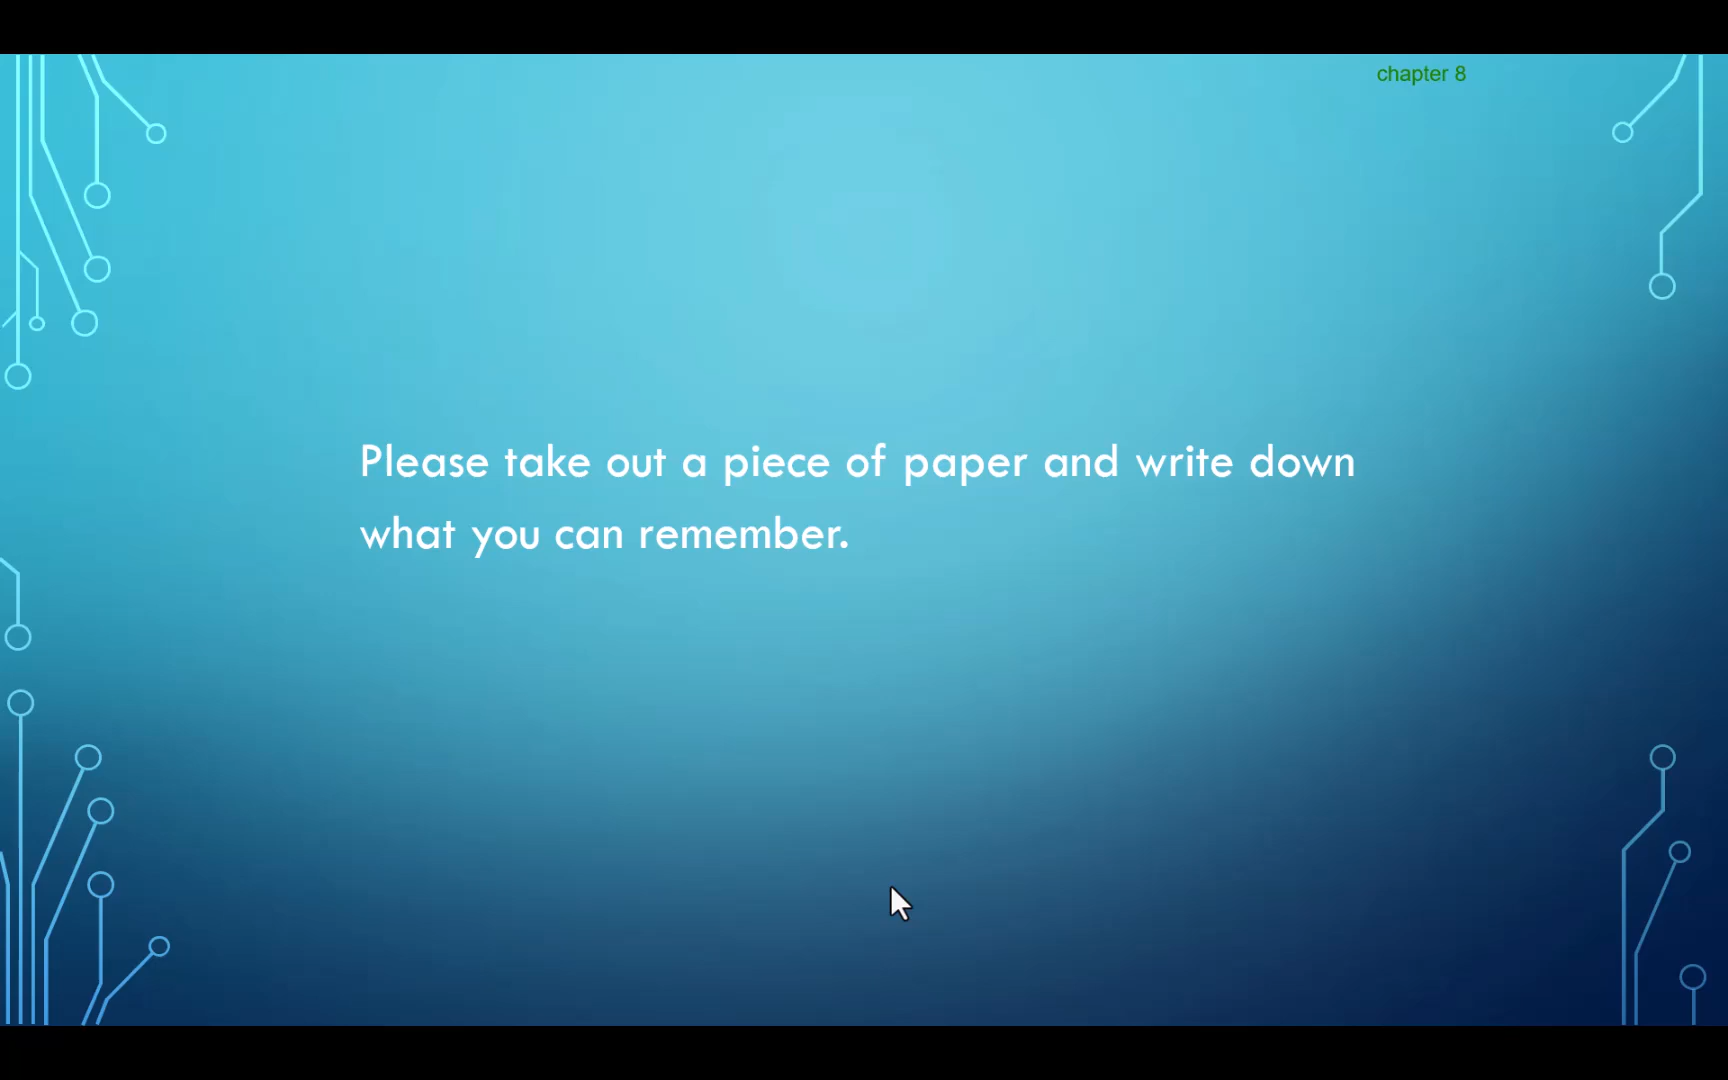 chapter 8
Please take out a piece of paper and write down
what you can remember.